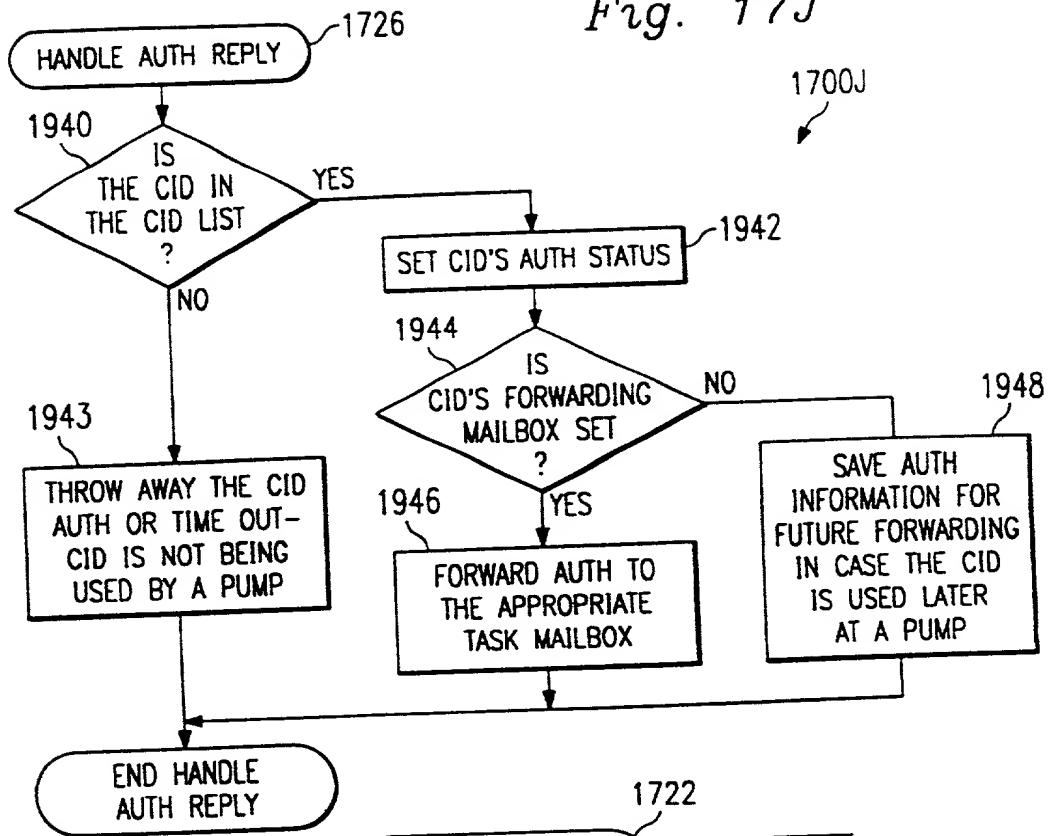 Fig. 17J
1726
HANDLE AUTH REPLY
1700J
1940
IS
THE CID IN
THE CID LIST
?
YES
NO
1942
SET CID'S AUTH STATUS
1944
IS
CID'S FORWARDING
MAILBOX SET
?
NO
YES
1943
THROW AWAY THE CID
AUTH OR TIME OUT–
CID IS NOT BEING
USED BY A PUMP
1946
FORWARD AUTH TO
THE APPROPRIATE
TASK MAILBOX
1948
SAVE AUTH
INFORMATION FOR
FUTURE FORWARDING
IN CASE THE CID
IS USED LATER
AT A PUMP
END HANDLE
AUTH REPLY
1722